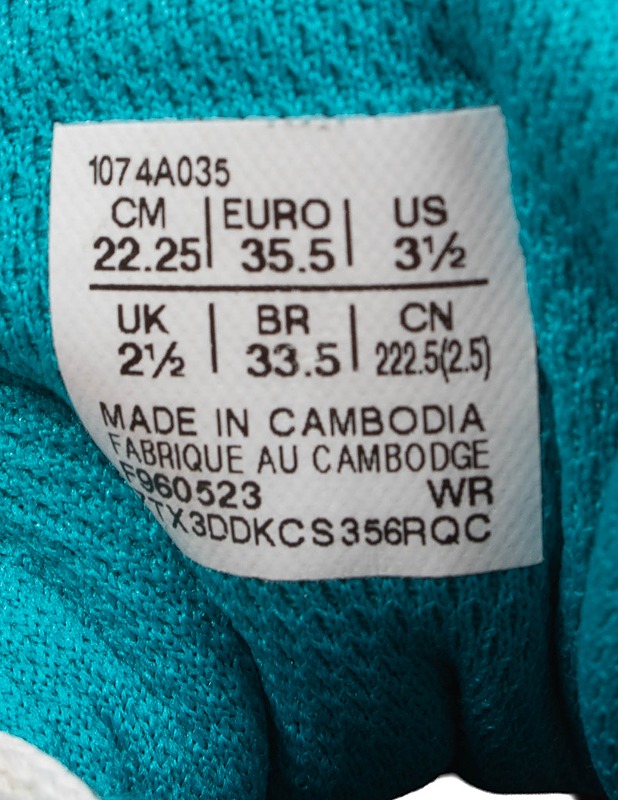 1074A035
CM | EURO | US
22.25 | 35.5 | 3½
UK | BR | CN
2½ | 33.5 | 222.5(2.5)
MADE IN CAMBODIA
FABRIQUE AU CAMBODGE
F960523 WR
TX3DDKCS356RQC